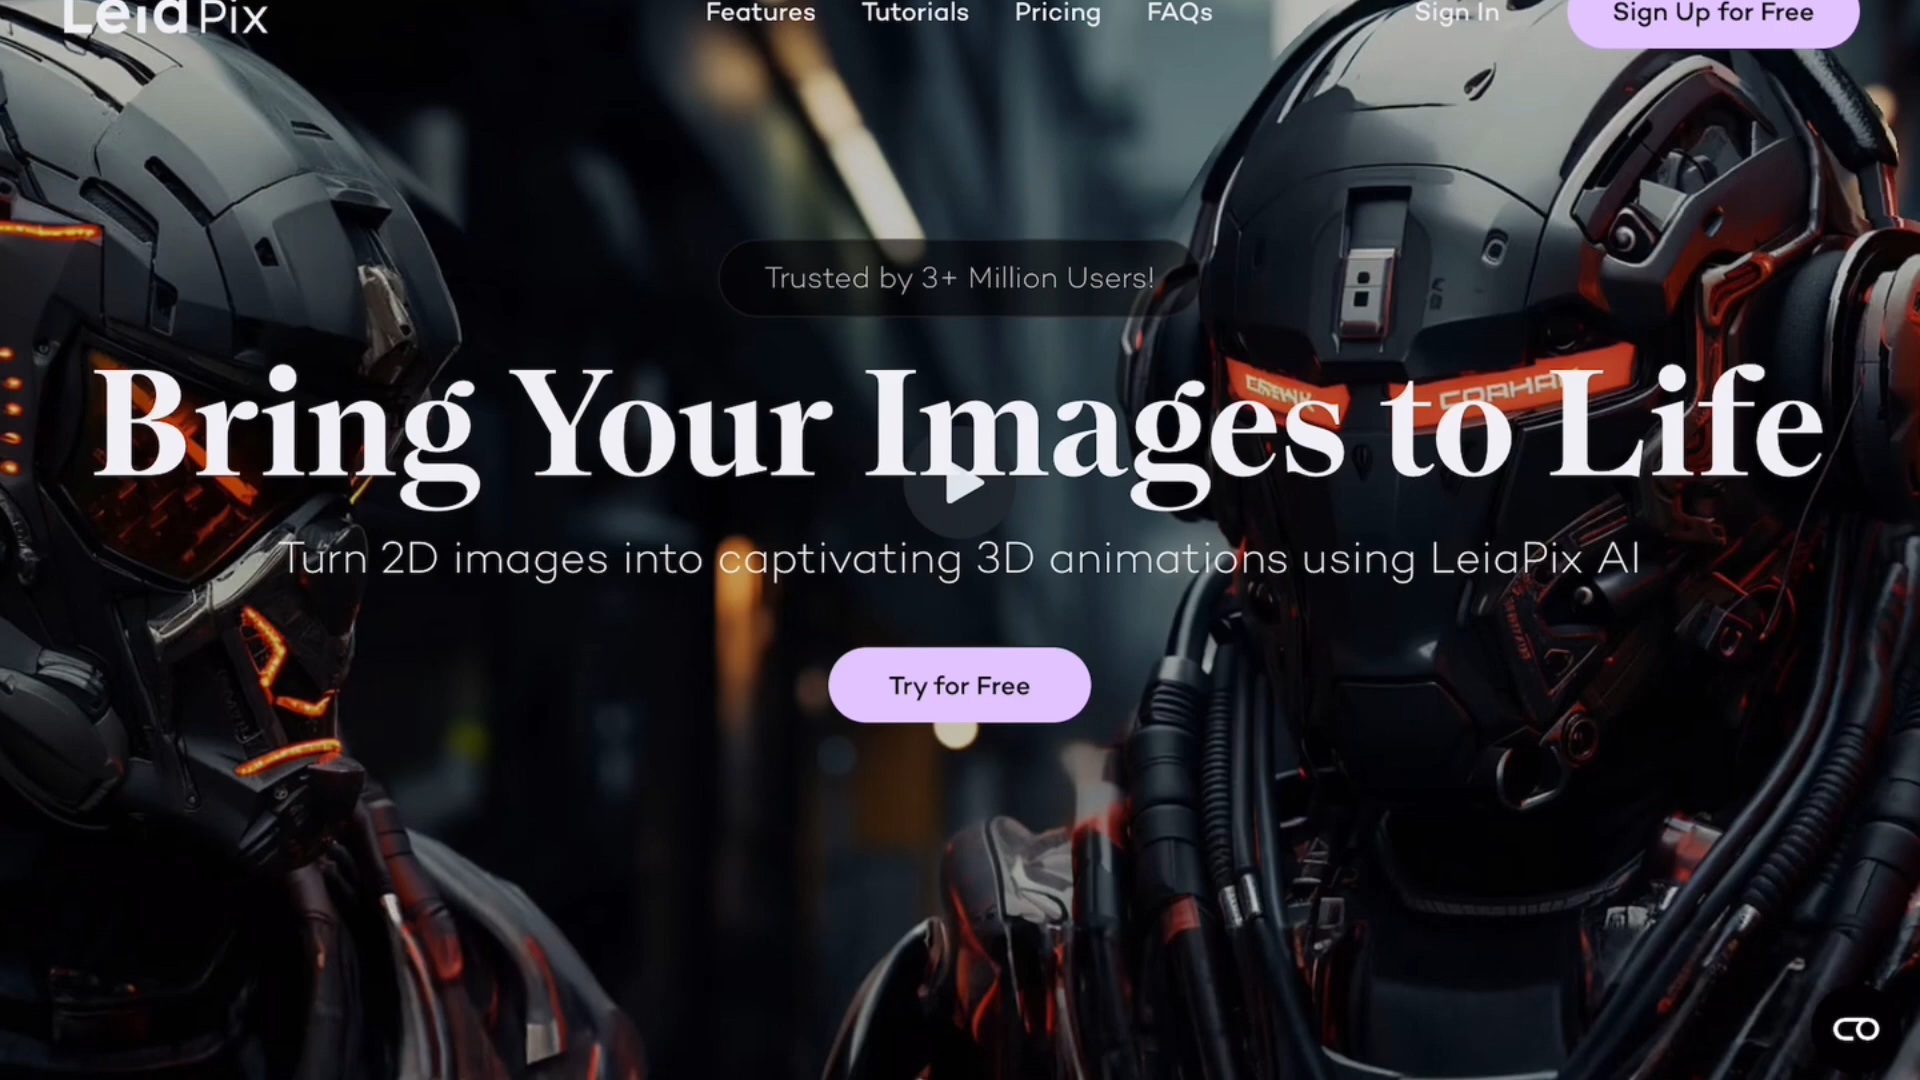 LeiaPix
Features Tutorials Pricing FAQs Sign In Sign Up for Free
Trusted by 3+ Million Users!
Bring Your Images to Life
Turn 2D images into captivating 3D animations using LeiaPix AI
Try for Free